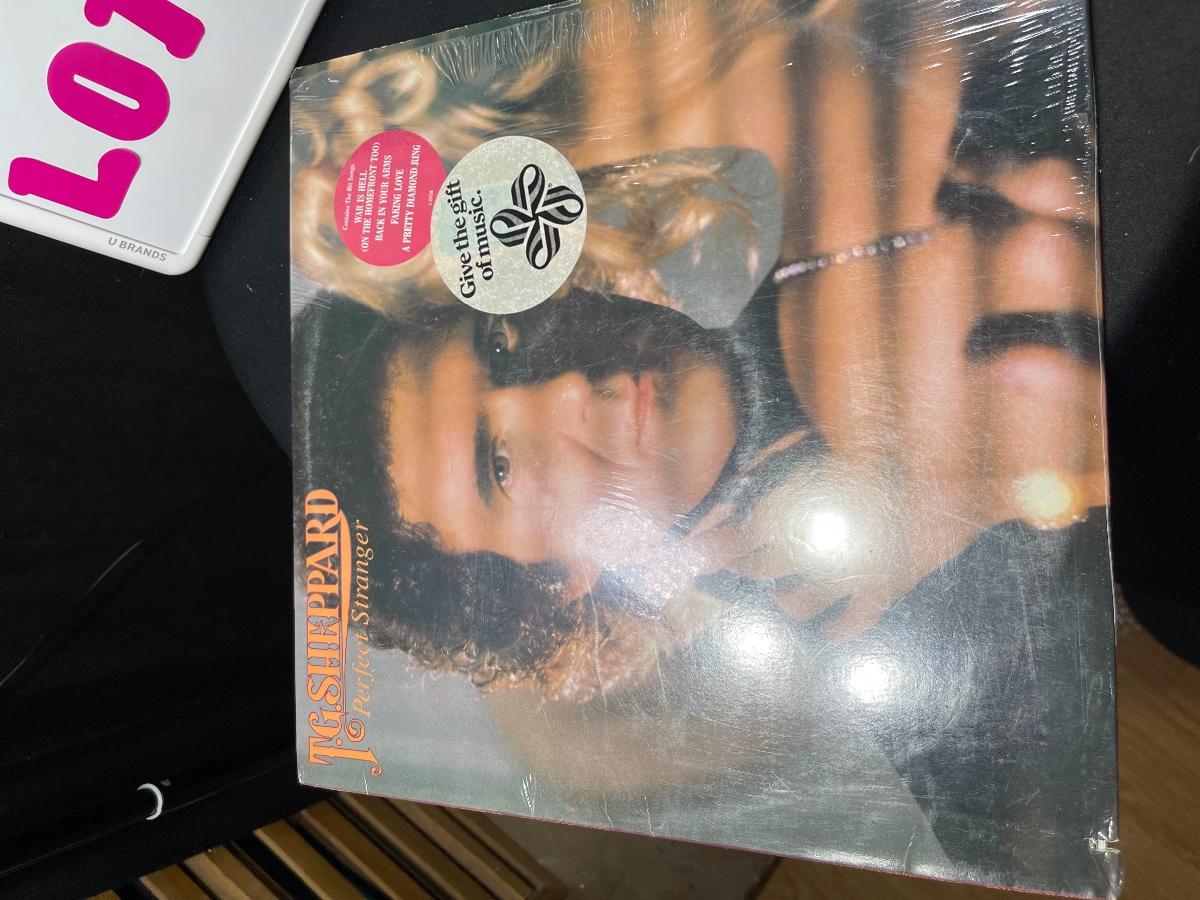 T.G. SHEPPARD
Perfect Stranger
Contains The Hit Songs
WAR IS HELL
(ON THE HOMEFRONT TOO)
BACK IN YOUR ARMS
FAKING LOVE
A PRETTY DIAMOND RING
Give the gift
of music.
LOT
U BRANDS